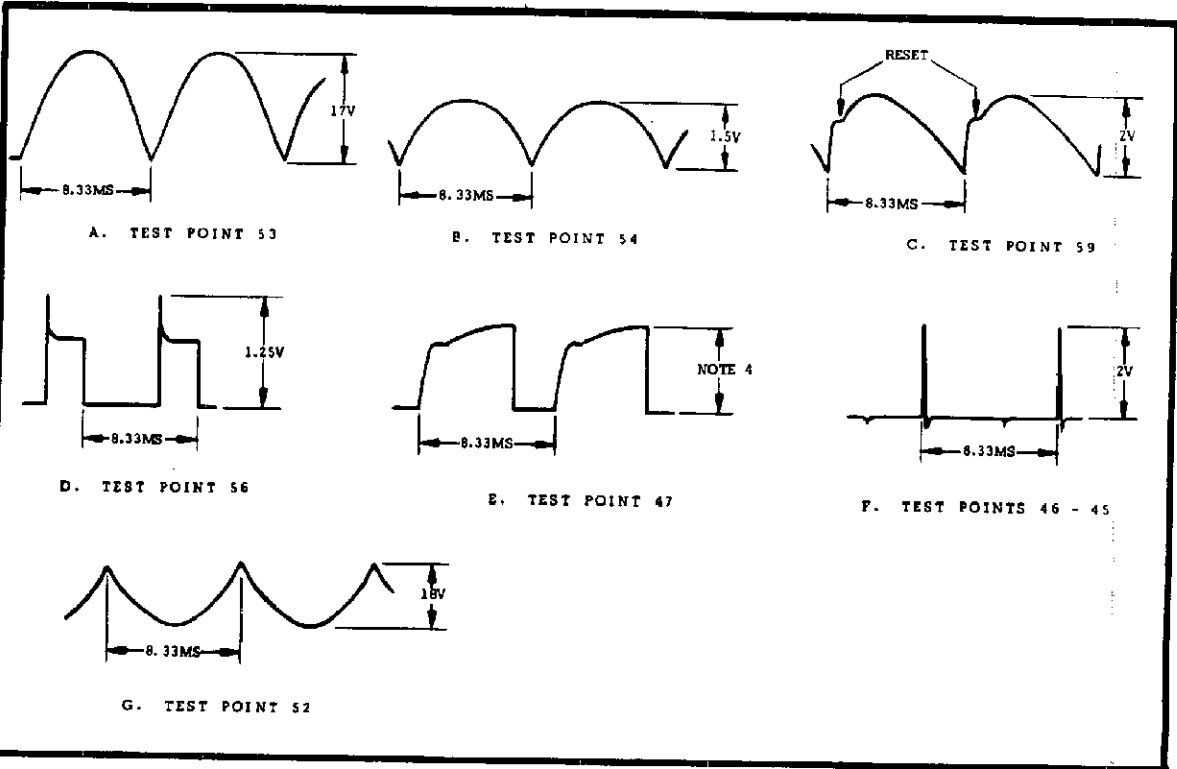 17V
8.33MS
A. TEST POINT 53
1.5V
8.33MS
B. TEST POINT 54
RESET
2V
8.33MS
C. TEST POINT 59
1.25V
8.33MS
D. TEST POINT 56
NOTE 4
8.33MS
E. TEST POINT 47
2V
8.33MS
F. TEST POINTS 46 - 45
18V
8.33MS
G. TEST POINT 52